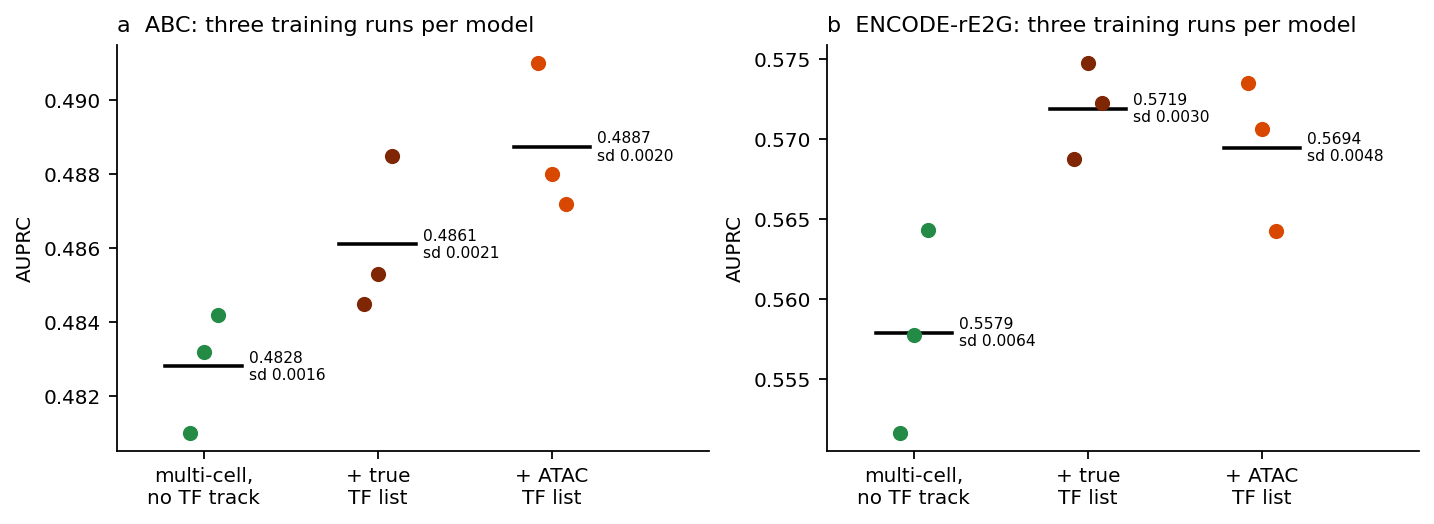 a  ABC: three training runs per model
AUPRC
0.490
0.488
0.486
0.484
0.482
0.4828
sd 0.0016
0.4861
sd 0.0021
0.4887
sd 0.0020
multi-cell,
no TF track
+ true
TF list
+ ATAC
TF list
b  ENCODE-rE2G: three training runs per model
AUPRC
0.575
0.570
0.565
0.560
0.555
0.5579
sd 0.0064
0.5719
sd 0.0030
0.5694
sd 0.0048
multi-cell,
no TF track
+ true
TF list
+ ATAC
TF list